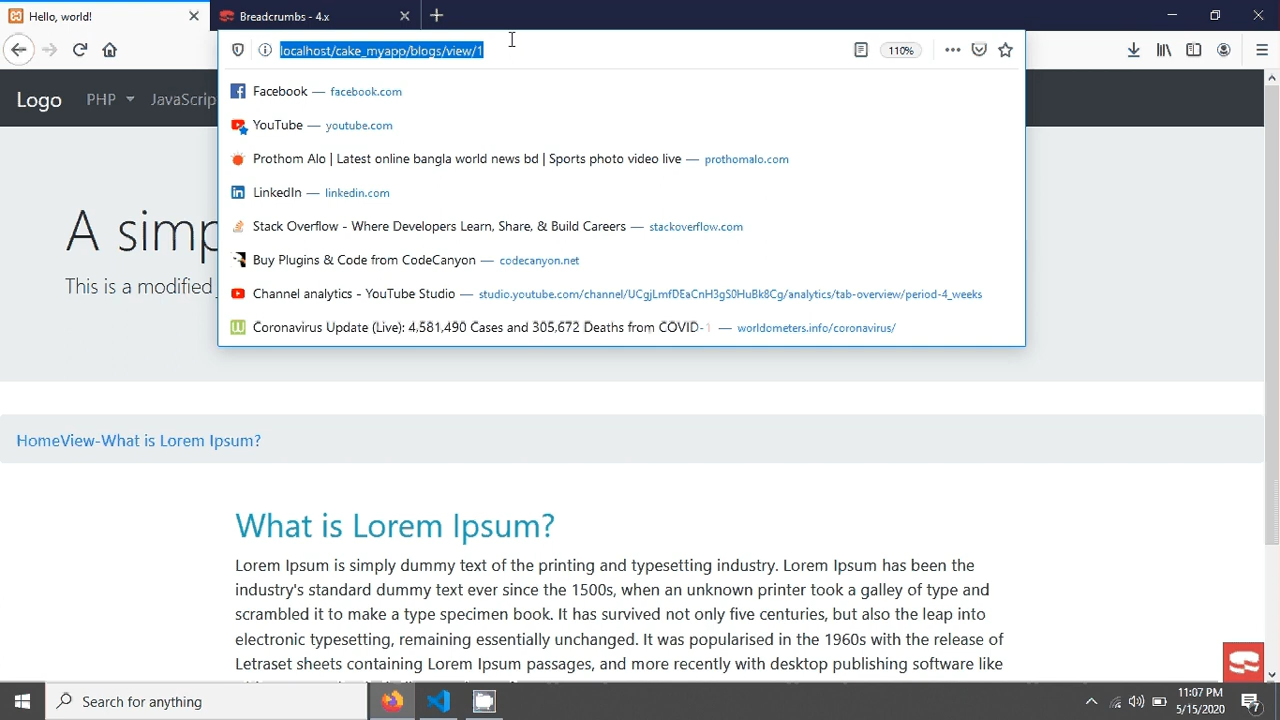 Hello, world!
Breadcrumbs - 4.x
localhost/cake_myapp/blogs/view/1
110%
Facebook — facebook.com
YouTube — youtube.com
Prothom Alo | Latest online bangla world news bd | Sports photo video live — prothomalo.com
LinkedIn — linkedin.com
Stack Overflow - Where Developers Learn, Share, & Build Careers — stackoverflow.com
Buy Plugins & Code from CodeCanyon — codecanyon.net
Channel analytics - YouTube Studio — studio.youtube.com/channel/UCgjLmfDEaCnH3gS0HuBk8Cg/analytics/tab-overview/period-4_weeks
Coronavirus Update (Live): 4,581,490 Cases and 305,672 Deaths from COVID-1 — worldometers.info/coronavirus/
Logo PHP JavaScrip
A simp
This is a modified
HomeView-What is Lorem Ipsum?
What is Lorem Ipsum?
Lorem Ipsum is simply dummy text of the printing and typesetting industry. Lorem Ipsum has been the
industry's standard dummy text ever since the 1500s, when an unknown printer took a galley of type and
scrambled it to make a type specimen book. It has survived not only five centuries, but also the leap into
electronic typesetting, remaining essentially unchanged. It was popularised in the 1960s with the release of
Letraset sheets containing Lorem Ipsum passages, and more recently with desktop publishing software like
Search for anything
11:07 PM
5/15/2020
7